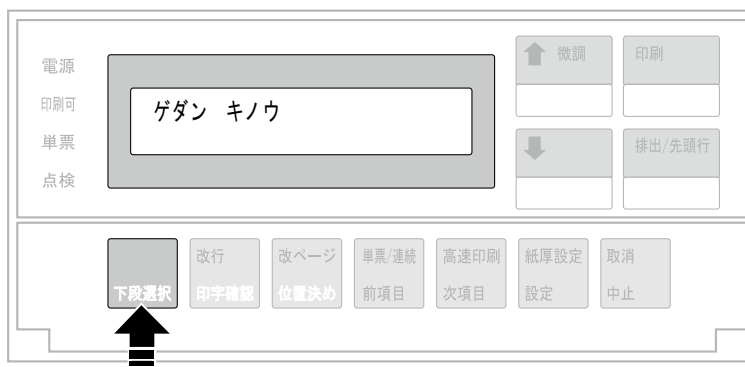 電源
印刷可
単票
点検
ゲダン キノウ
微調
印刷
排出/先頭行
下段選択
改行
印字確認
改ページ
位置決め
単票/連続
前項目
高速印刷
次項目
紙厚設定
設定
取消
中止